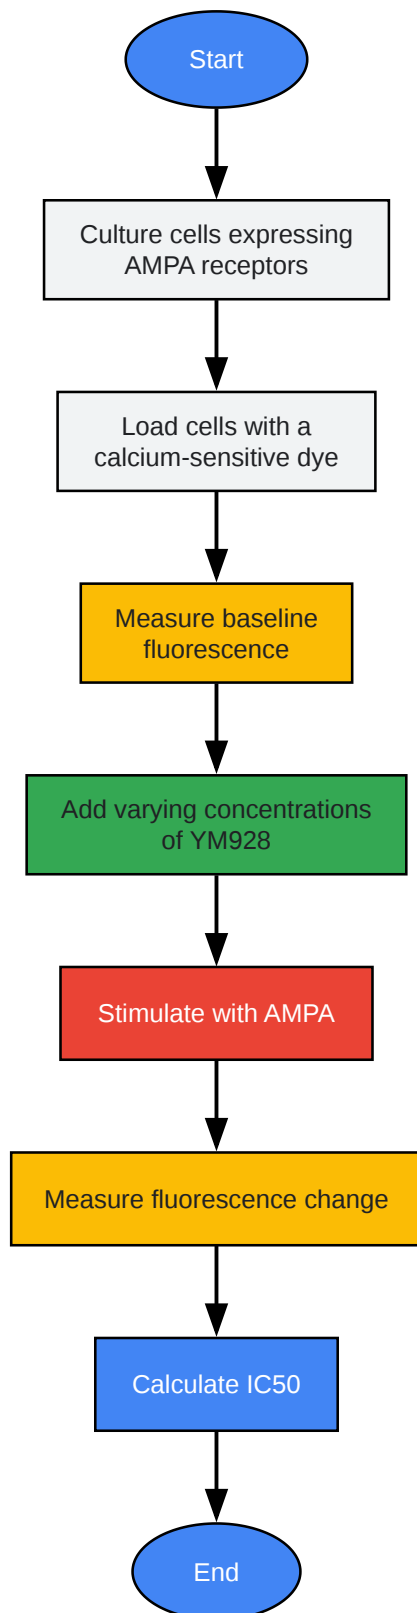 Start
Culture cells expressing
AMPA receptors
Load cells with a
calcium-sensitive dye
Measure baseline
fluorescence
Add varying concentrations
of YM928
Stimulate with AMPA
Measure fluorescence change
Calculate IC50
End